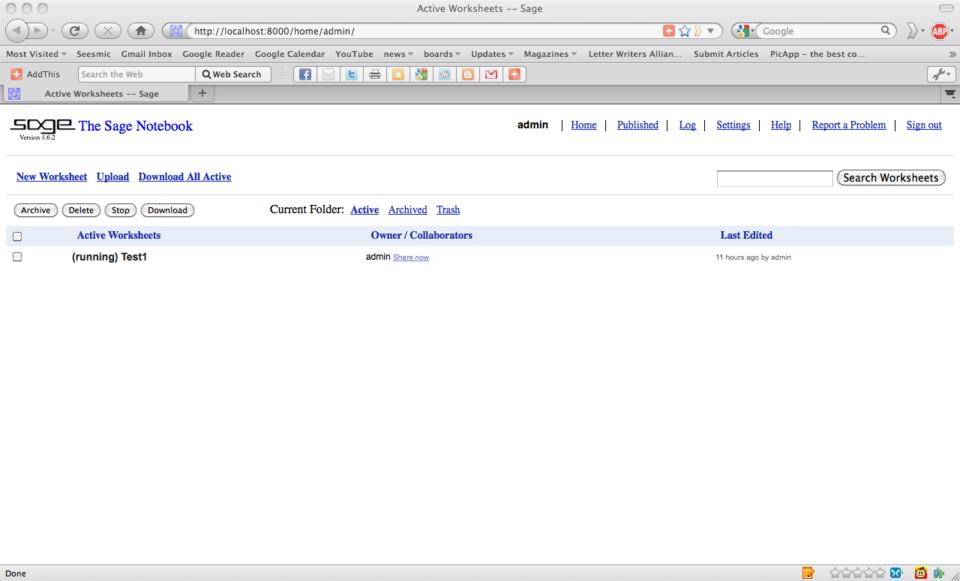 Active Worksheets -- Sage
http://localhost:8000/home/admin/
Google
ABP
Most Visited Seesmic Gmail Inbox Google Reader Google Calendar YouTube news boards Updates Magazines Letter Writers Allian... Submit Articles PicApp - the best co... »
AddThis Search the Web Web Search
Active Worksheets -- Sage +
sage The Sage Notebook
Version 4.6.2
admin | Home | Published | Log | Settings | Help | Report a Problem | Sign out
New Worksheet Upload Download All Active Search Worksheets
Archive Delete Stop Download Current Folder: Active Archived Trash
Active Worksheets Owner / Collaborators Last Edited
(running) Test1 admin Share now 11 hours ago by admin
Done